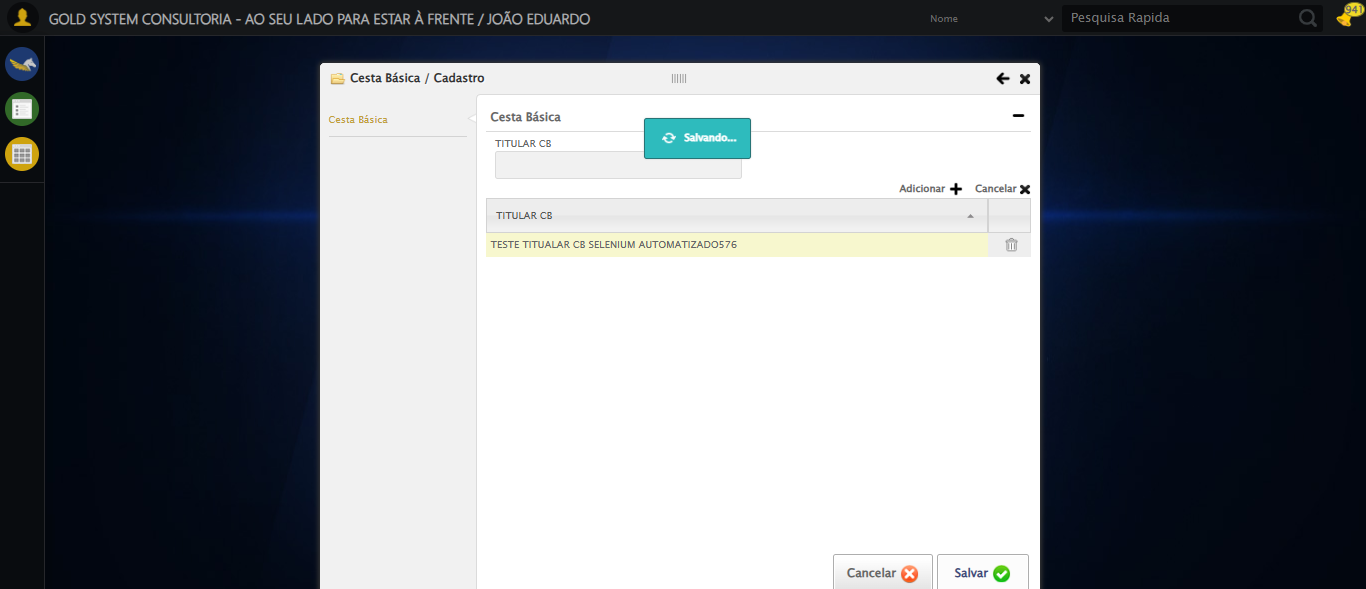 GOLD SYSTEM CONSULTORIA - AO SEU LADO PARA ESTAR À FRENTE / JOÃO EDUARDO
Nome
Pesquisa Rapida
941
Cesta Básica / Cadastro
Cesta Básica
Cesta Básica
Salvando...
TITULAR CB
Adicionar
Cancelar
TITULAR CB
TESTE TITUALAR CB SELENIUM AUTOMATIZADO576
Cancelar
Salvar